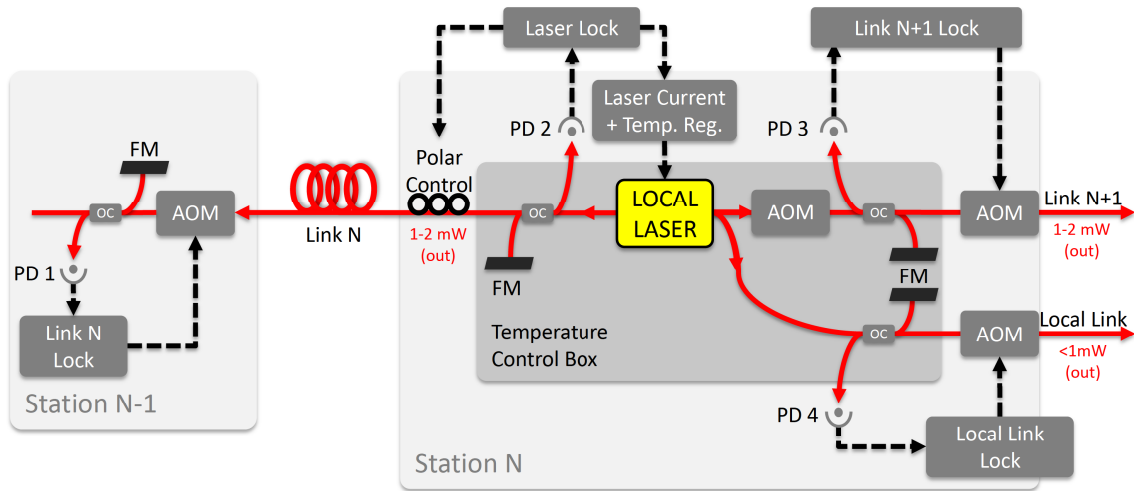 Laser Lock
Link N+1 Lock
Laser Current
+ Temp. Reg.
PD 2
PD 3
FM
Polar
Control
OC
AOM
Link N
1-2 mW
(out)
OC
LOCAL
LASER
AOM
OC
AOM
Link N+1
1-2 mW
(out)
PD 1
FM
FM
Link N
Lock
Temperature
Control Box
OC
AOM
Local Link
<1mW
(out)
Station N-1
PD 4
Local Link
Lock
Station N